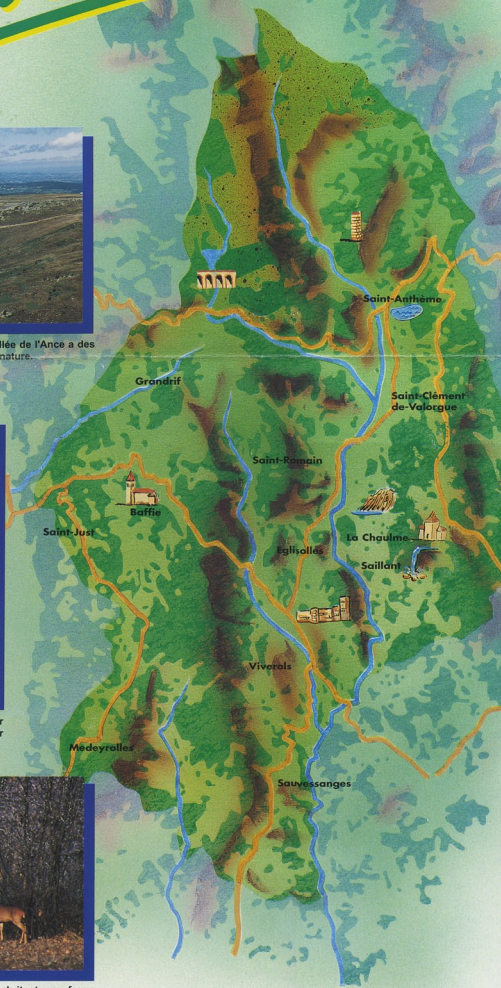 Saint-Anthème
llée de l'Ance a des
nature.
Grandrif
Saint-Clément
de-Valorgue
Saint-Romain
Baffie
Saint-Just
La Chaulme
Eglisolles
Saillant
Viverols
r
r
Médeyrolles
Sauvessanges